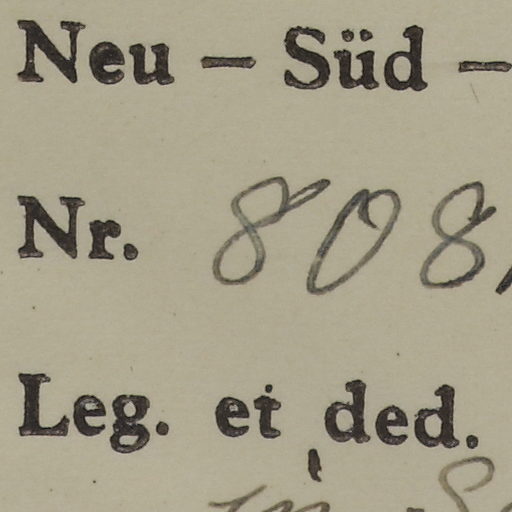 Neu – Süd –
Nr. 808
Leg. et ded.